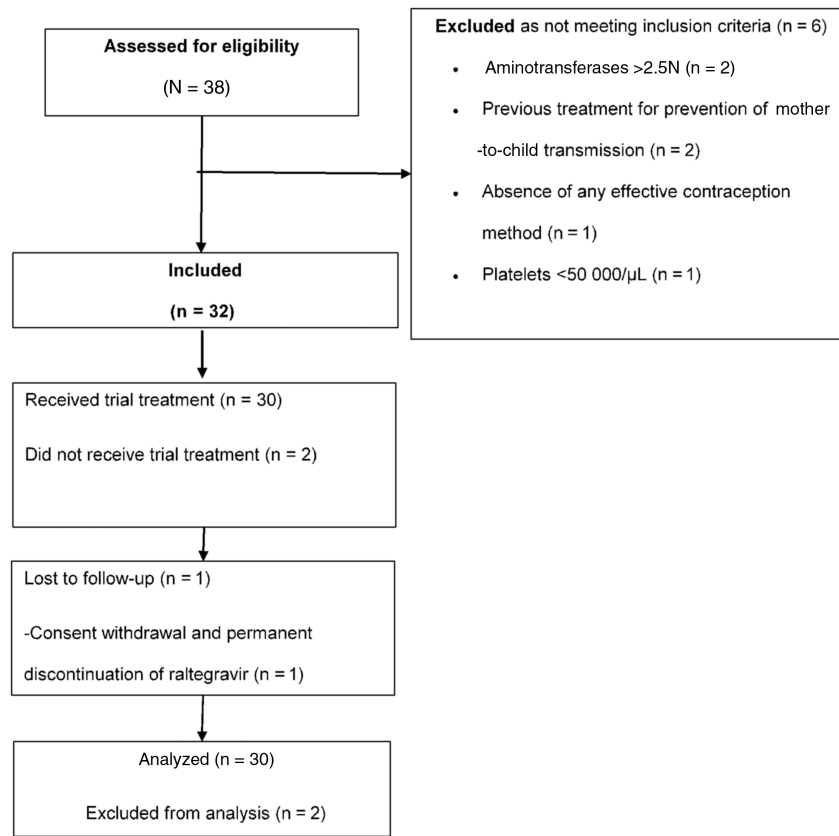 Assessed for eligibility
(N = 38)
Excluded as not meeting inclusion criteria (n = 6)
• Aminotransferases >2.5N (n = 2)
• Previous treatment for prevention of mother
-to-child transmission (n = 2)
• Absence of any effective contraception
method (n = 1)
• Platelets <50 000/µL (n = 1)
Included
(n = 32)
Received trial treatment (n = 30)
Did not receive trial treatment (n = 2)
Lost to follow-up (n = 1)
-Consent withdrawal and permanent
discontinuation of raltegravir (n = 1)
Analyzed (n = 30)
Excluded from analysis (n = 2)